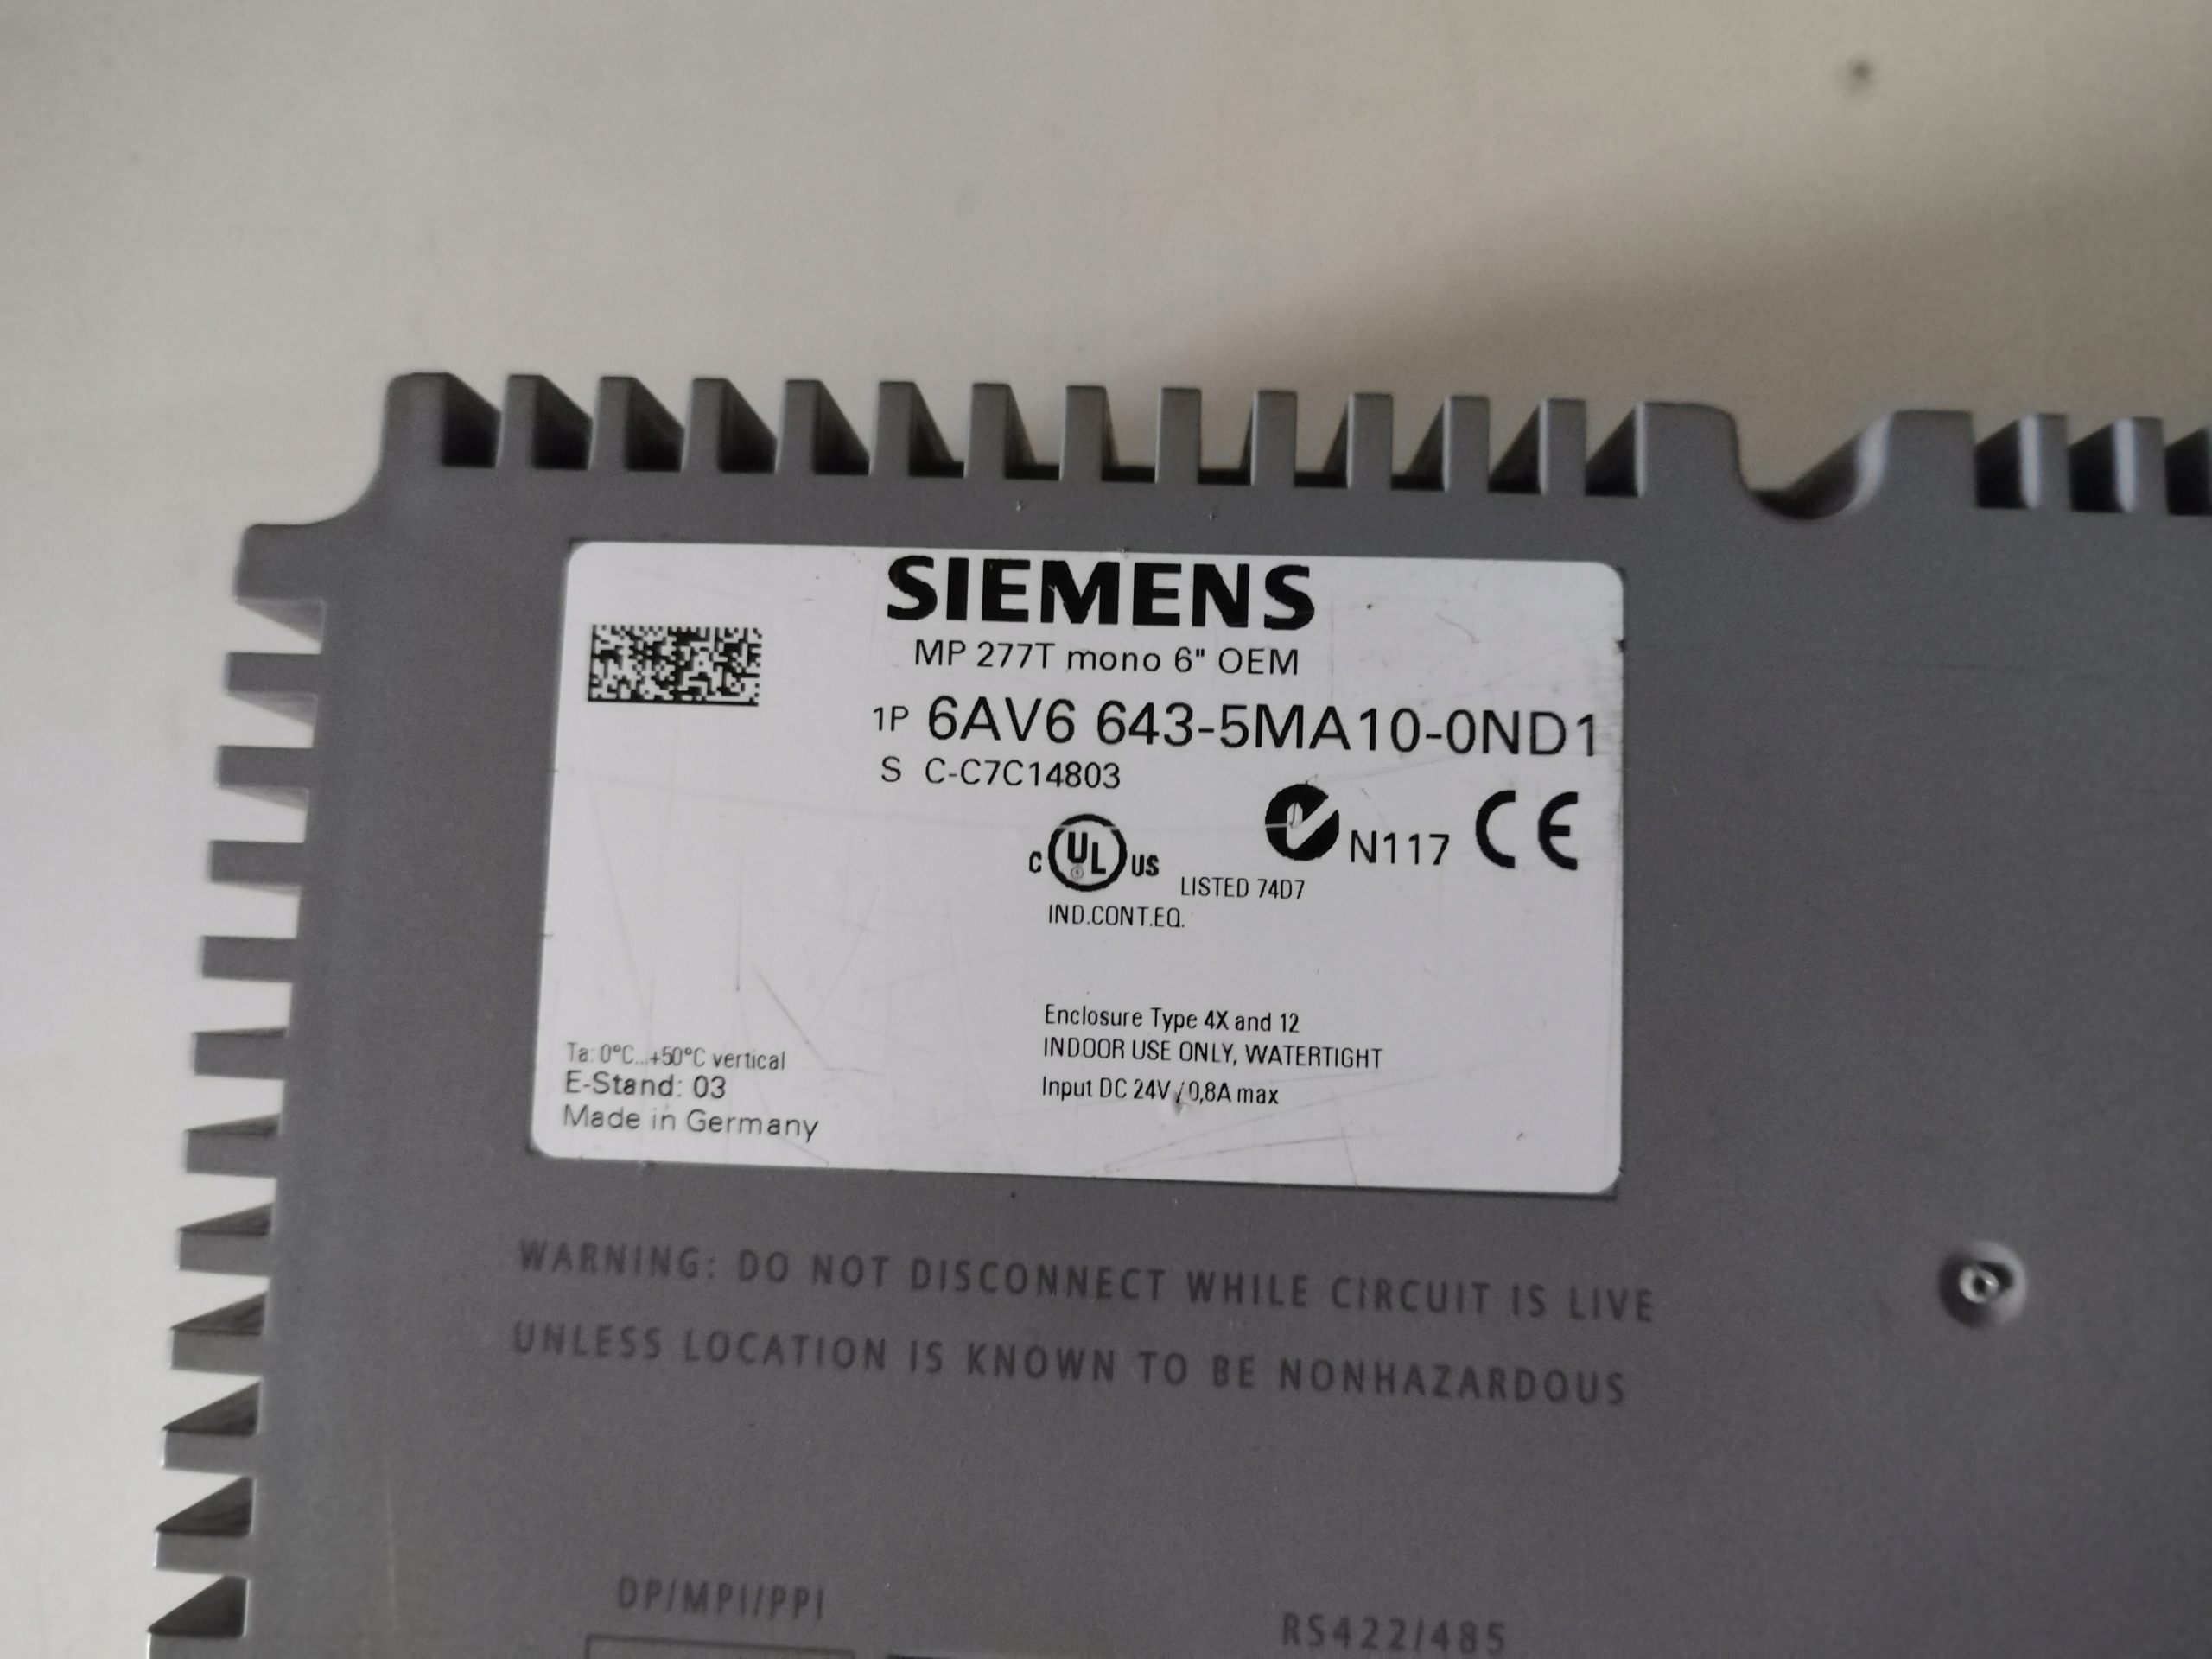 SIEMENS
MP 277T mono 6" OEM
1P 6AV6 643-5MA10-0ND1
S C-C7C14803
N117 CE
C UL US
LISTED 74D7
IND.CONT.EQ.
Enclosure Type 4X and 12
INDOOR USE ONLY, WATERTIGHT
Input DC 24V / 0,8A max
Ta: 0°C...+50°C vertical
E-Stand: 03
Made in Germany
WARNING: DO NOT DISCONNECT WHILE CIRCUIT IS LIVE
UNLESS LOCATION IS KNOWN TO BE NONHAZARDOUS
DP/MPI/PPI
RS422/485